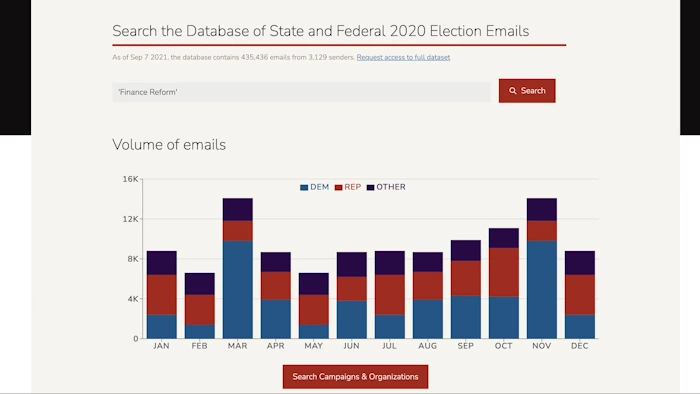 Search the Database of State and Federal 2020 Election Emails
As of Sep 7 2021, the database contains 435,436 emails from 3,129 senders. Request access to full dataset
'Finance Reform'
Search
Volume of emails
16K
DEM REP OTHER
12K
8K
4K
0
JAN FEB MAR APR MAY JUN JUL AUG SEP OCT NOV DEC
Search Campaigns & Organizations